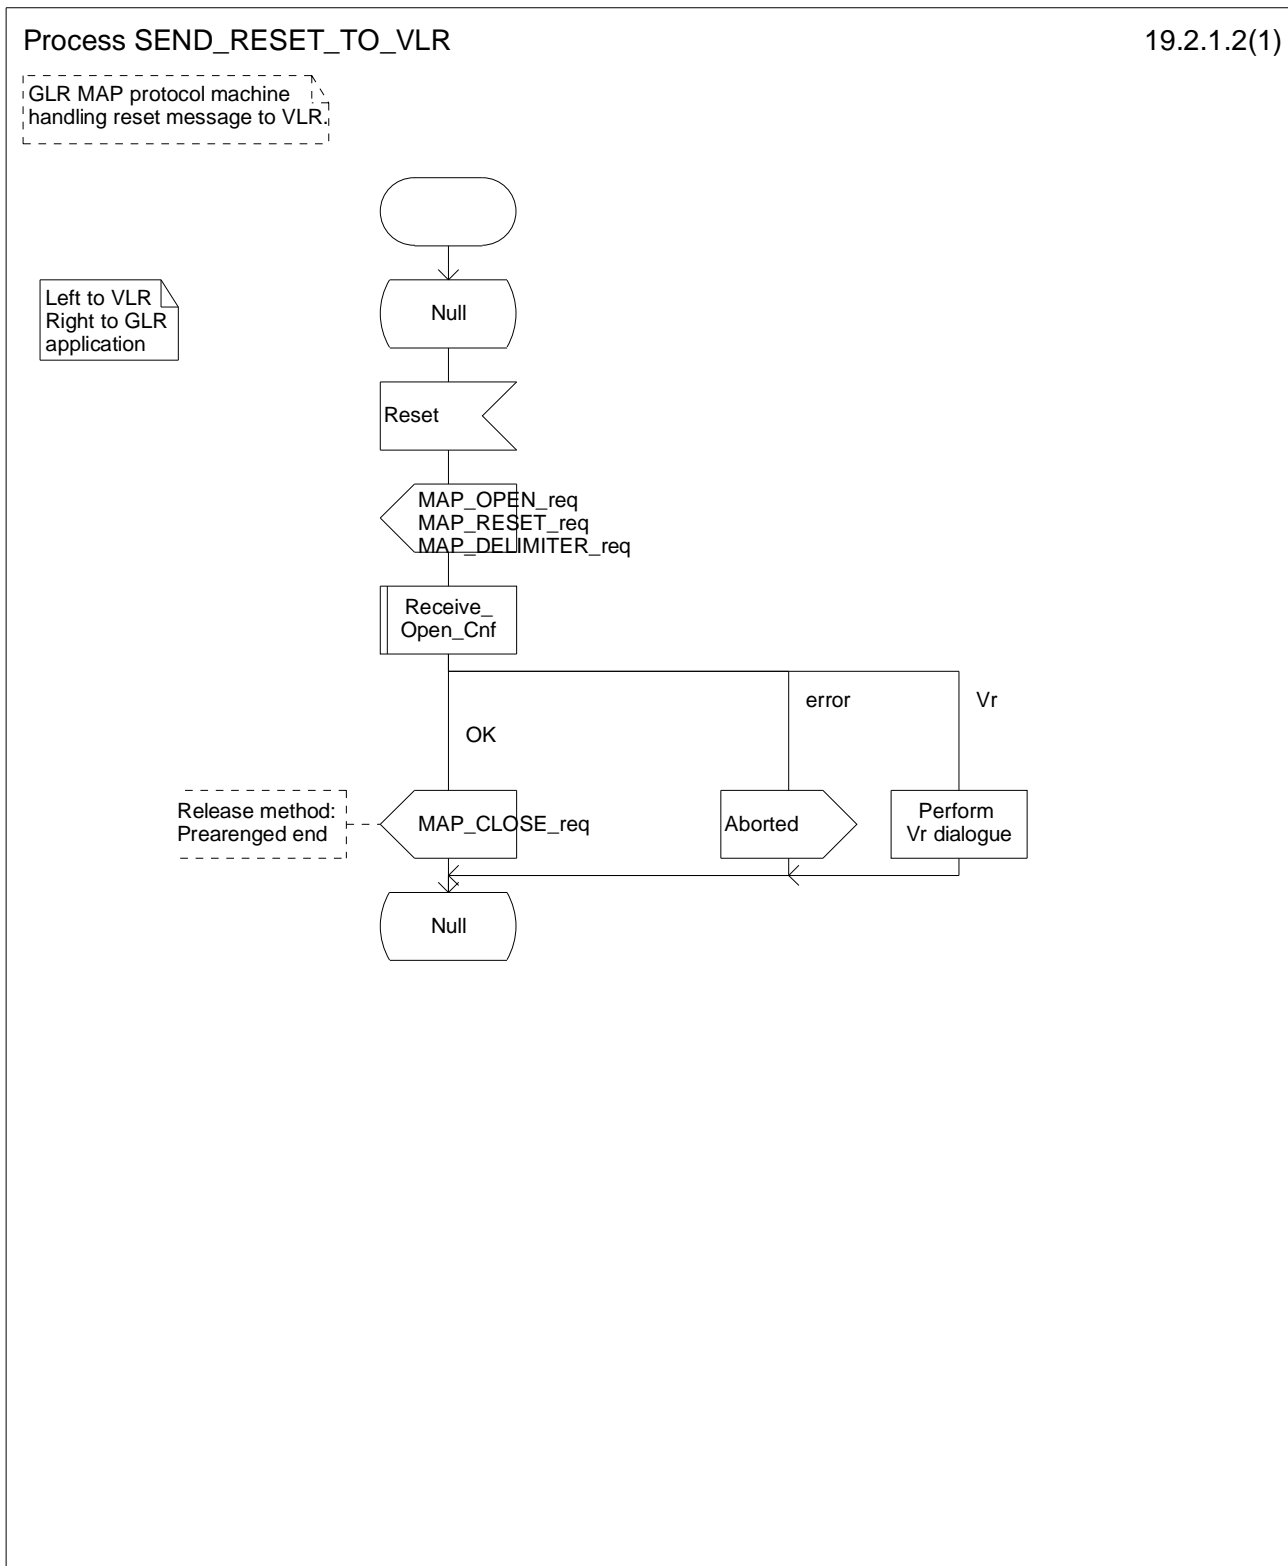 Process SEND_RESET_TO_VLR
19.2.1.2(1)
GLR MAP protocol machine
handling reset message to VLR.
Left to VLR
Right to GLR
application
Null
Reset
MAP_OPEN_req
MAP_RESET_req
MAP_DELIMITER_req
Receive_
Open_Cnf
error
Vr
OK
Release method:
Prearenged end
MAP_CLOSE_req
Aborted
Perform
Vr dialogue
Null